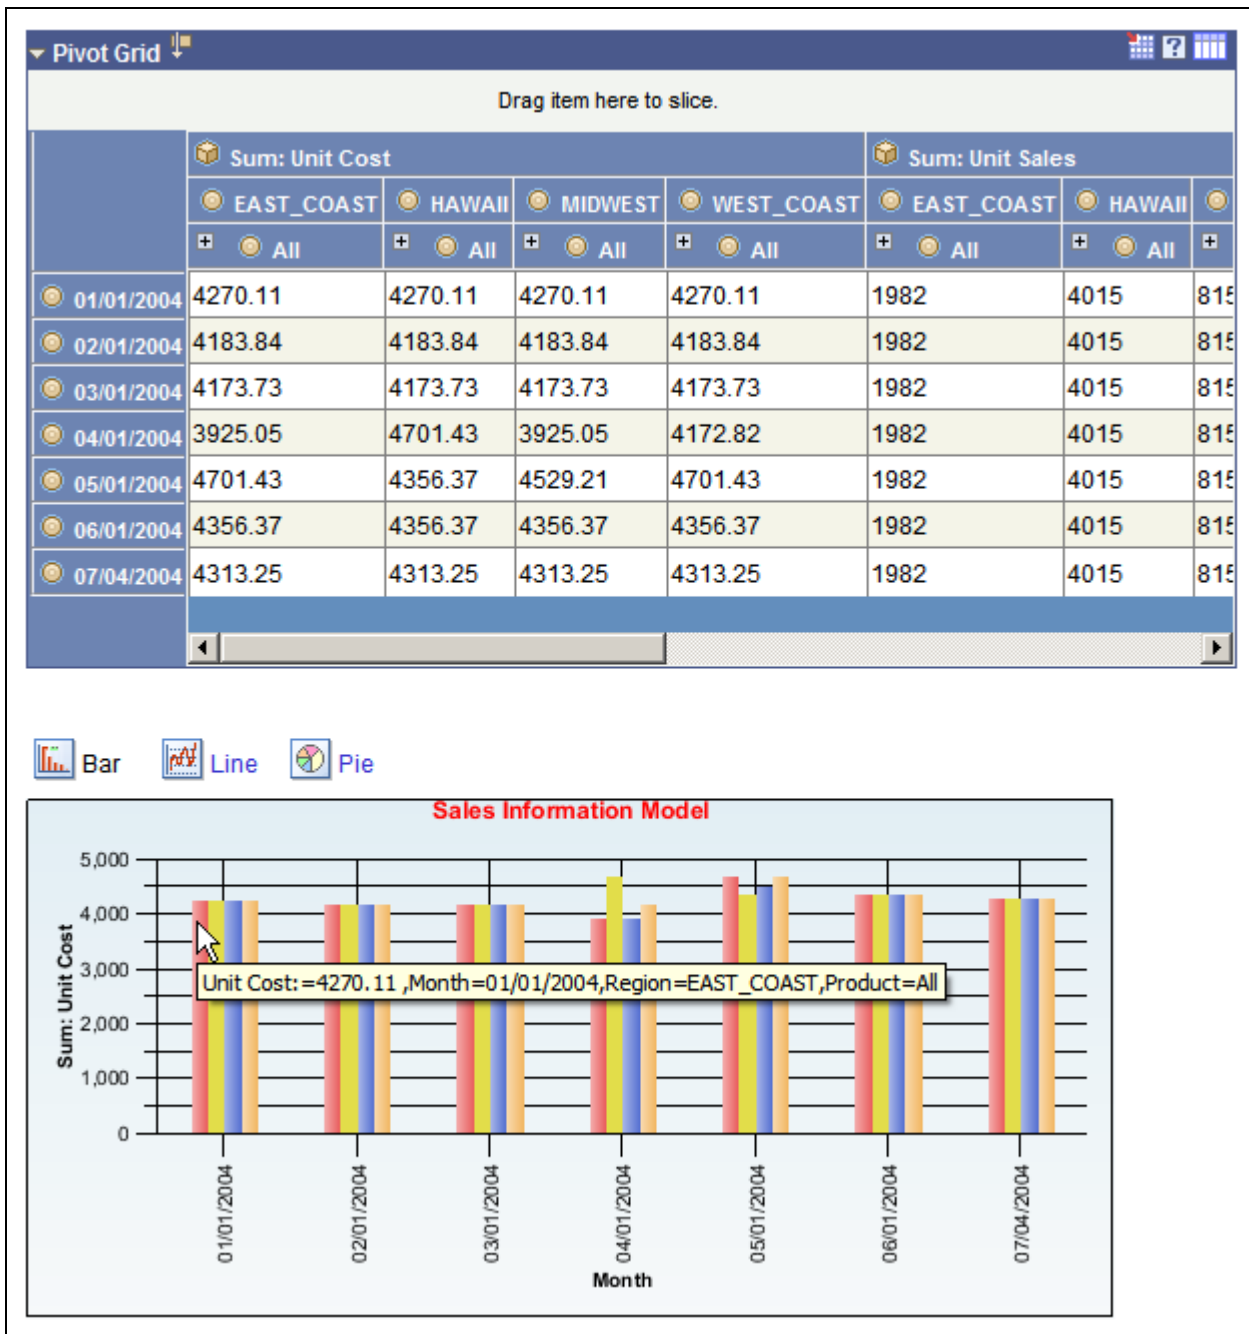 Pivot Grid
Drag item here to slice.
Sum: Unit Cost Sum: Unit Sales
EAST_COAST HAWAII MIDWEST WEST_COAST EAST_COAST HAWAII
All All All All All All
01/01/2004 4270.11 4270.11 4270.11 4270.11 1982 4015 815
02/01/2004 4183.84 4183.84 4183.84 4183.84 1982 4015 815
03/01/2004 4173.73 4173.73 4173.73 4173.73 1982 4015 815
04/01/2004 3925.05 4701.43 3925.05 4172.82 1982 4015 815
05/01/2004 4701.43 4356.37 4529.21 4701.43 1982 4015 815
06/01/2004 4356.37 4356.37 4356.37 4356.37 1982 4015 815
07/04/2004 4313.25 4313.25 4313.25 4313.25 1982 4015 815
Bar Line Pie
Sales Information Model
5,000
4,000
3,000
2,000
1,000
0
Sum: Unit Cost
Unit Cost:=4270.11 ,Month=01/01/2004,Region=EAST_COAST,Product=All
01/01/2004 02/01/2004 03/01/2004 04/01/2004 05/01/2004 06/01/2004 07/04/2004
Month